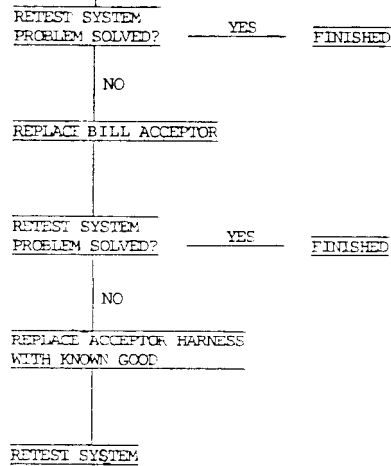 RETEST SYSTEM
PROBLEM SOLVED?
YES
FINISHED
NO
REPLACE BILL ACCEPTOR
RETEST SYSTEM
PROBLEM SOLVED?
YES
FINISHED
NO
REPLACE ACCEPTOR HARNESS
WITH KNOWN GOOD
RETEST SYSTEM